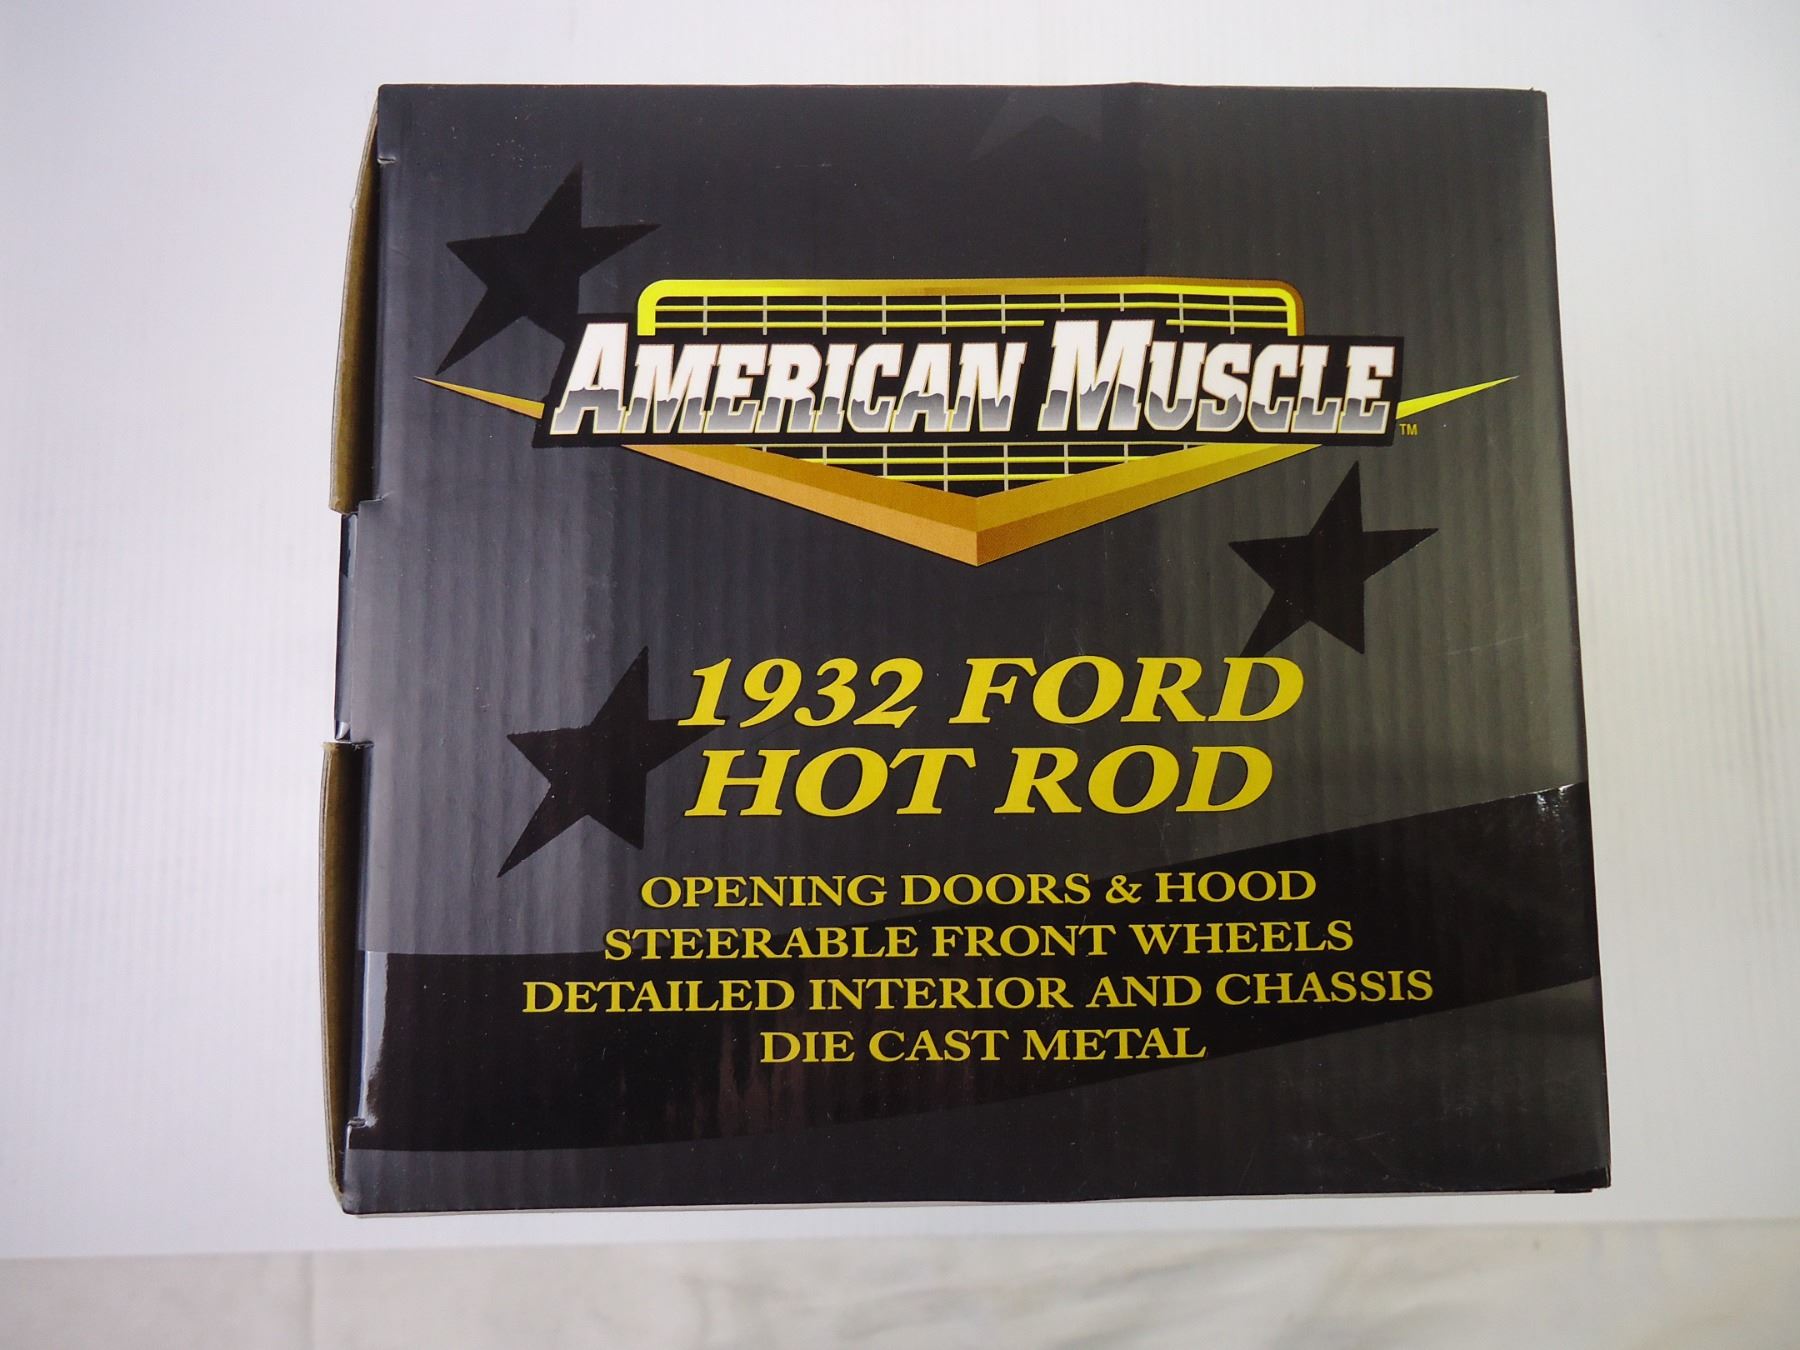 AMERICAN MUSCLE TM
1932 FORD
HOT ROD
OPENING DOORS & HOOD
STEERABLE FRONT WHEELS
DETAILED INTERIOR AND CHASSIS
DIE CAST METAL